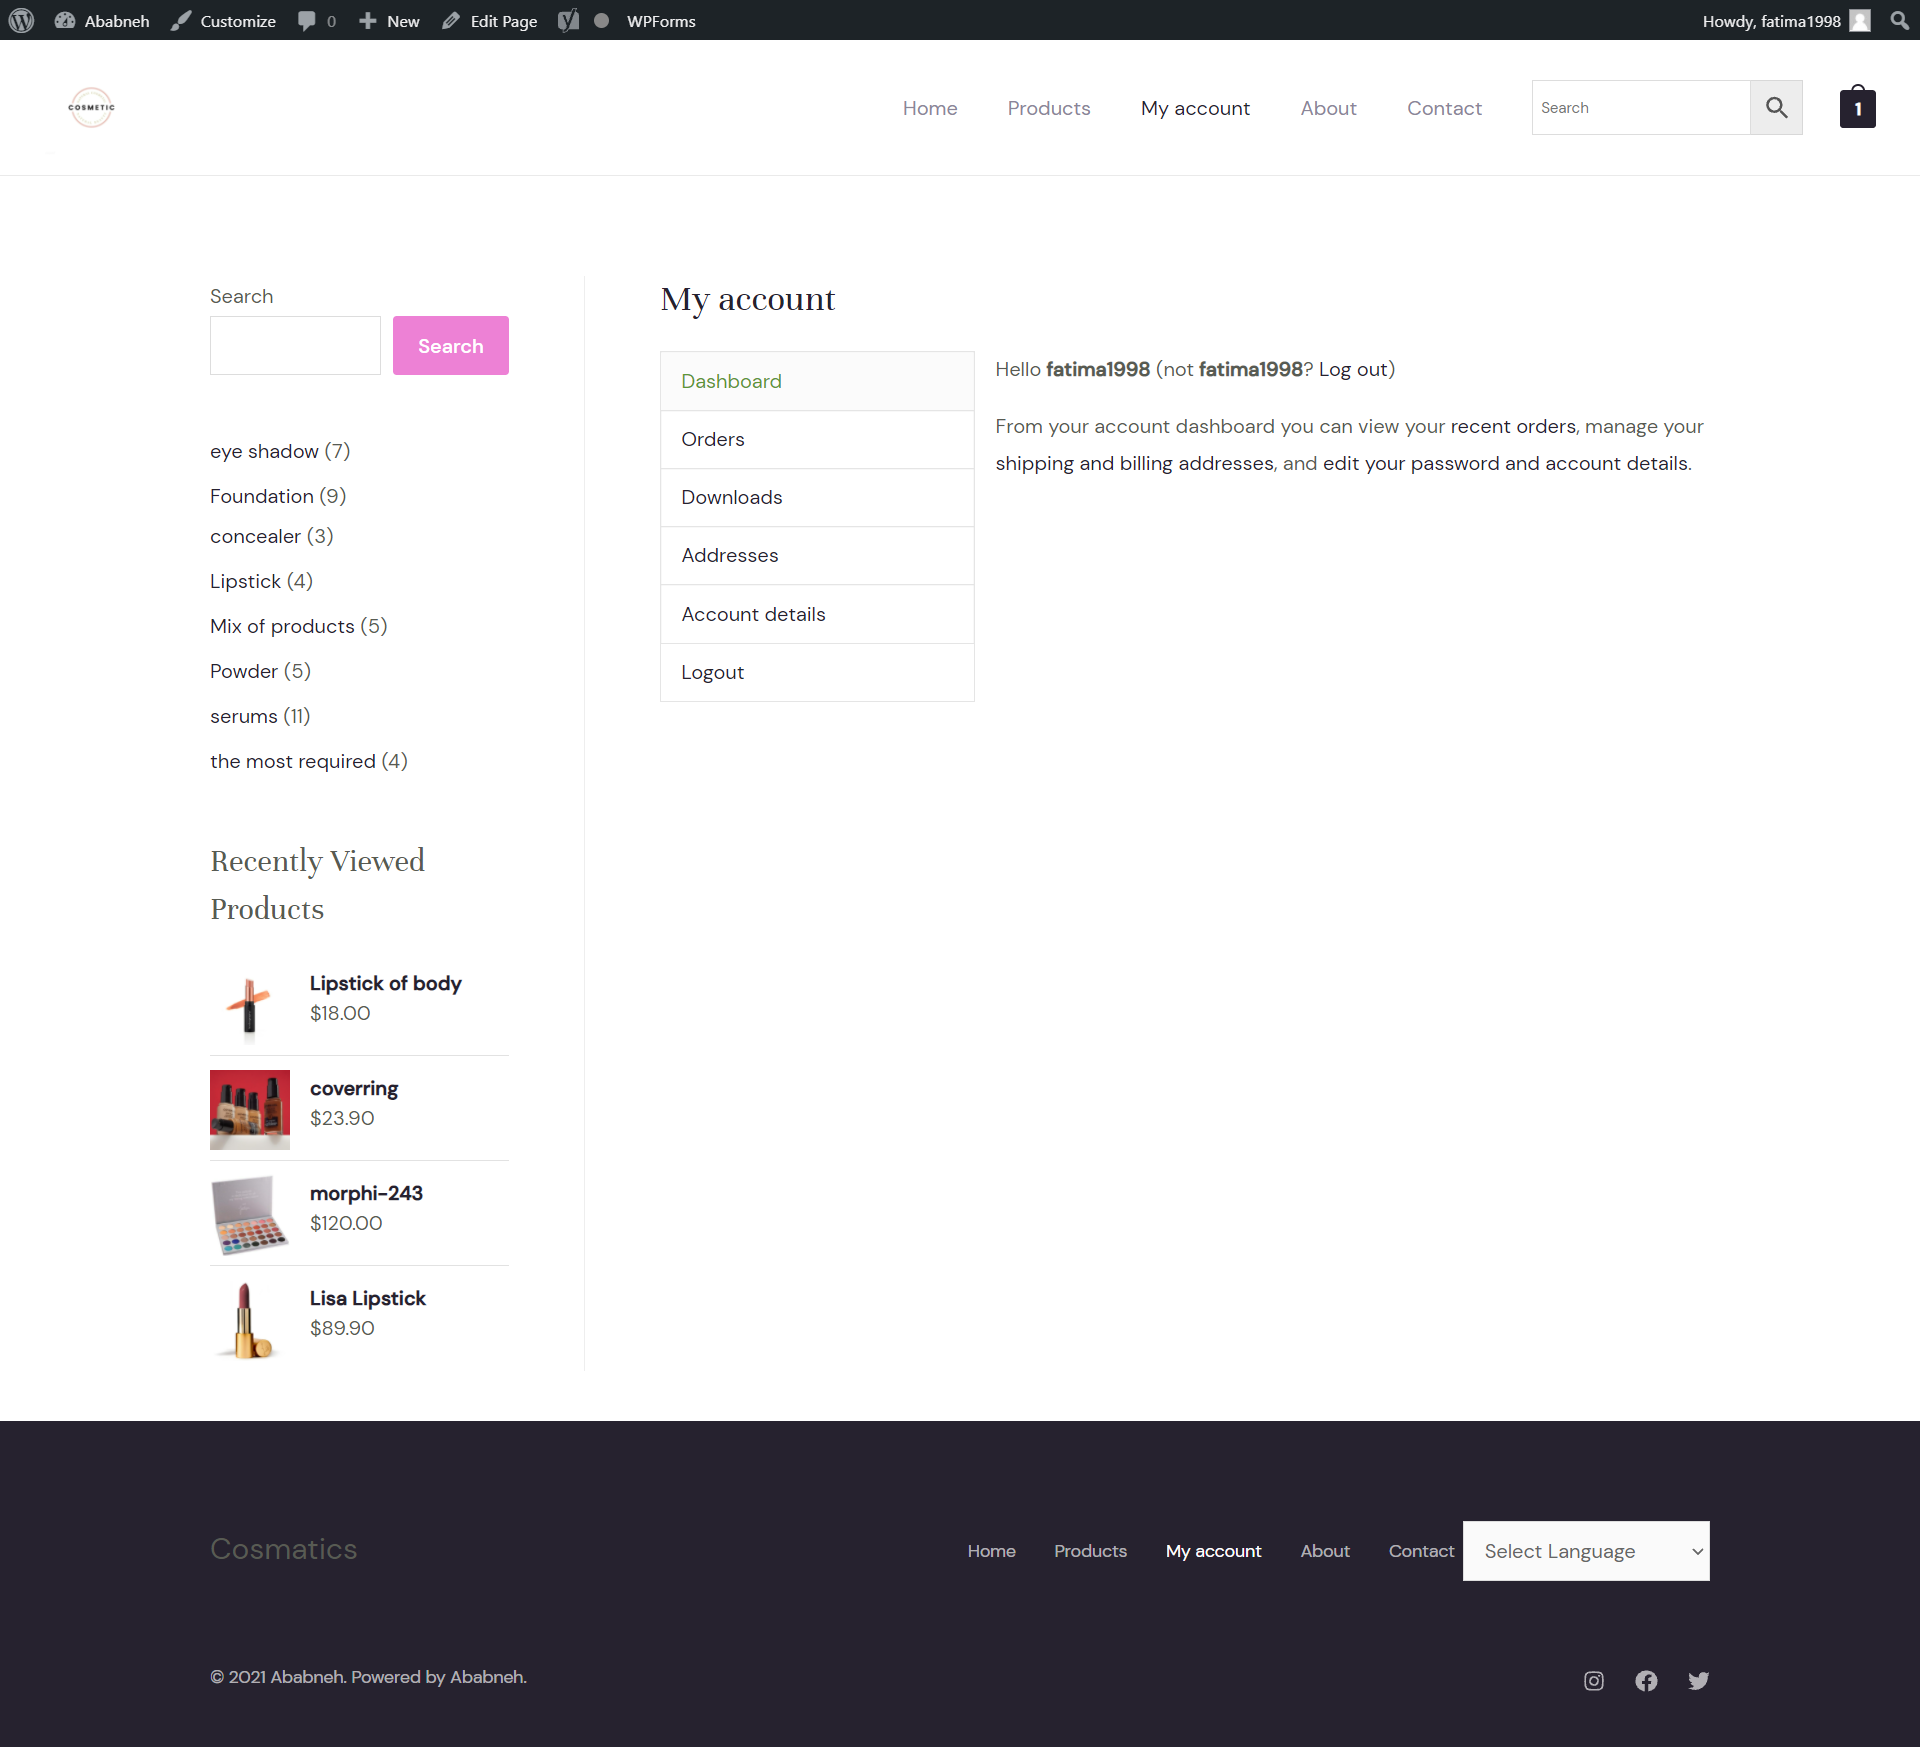 Ababneh Customize 0 New Edit Page WPForms Howdy, fatima1998
COSMETIC
Home Products My account About Contact Search 1
Search
Search
eye shadow (7)
Foundation (9)
concealer (3)
Lipstick (4)
Mix of products (5)
Powder (5)
serums (11)
the most required (4)
Recently Viewed
Products
Lipstick of body
$18.00
coverring
$23.90
morphi-243
$120.00
Lisa Lipstick
$89.90
My account
Dashboard
Orders
Downloads
Addresses
Account details
Logout
Hello fatima1998 (not fatima1998? Log out)
From your account dashboard you can view your recent orders, manage your
shipping and billing addresses, and edit your password and account details.
Cosmatics
Home Products My account About Contact Select Language
© 2021 Ababneh. Powered by Ababneh.